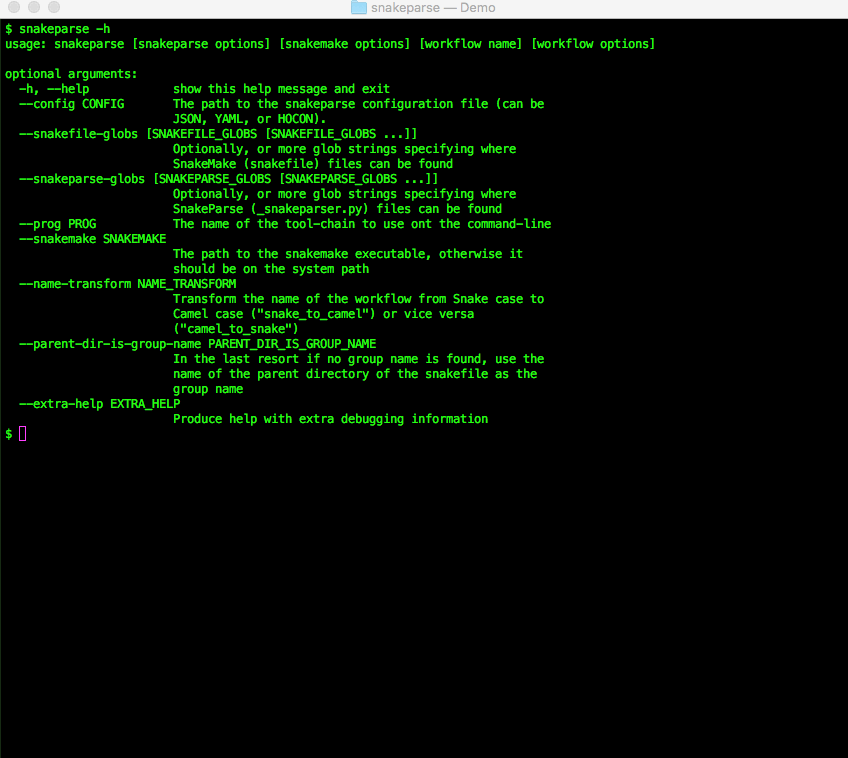 snakeparse — Demo
$ snakeparse -h
usage: snakeparse [snakeparse options] [snakemake options] [workflow name] [workflow options]
optional arguments:
-h, --help show this help message and exit
--config CONFIG The path to the snakeparse configuration file (can be
JSON, YAML, or HOCON).
--snakefile-globs [SNAKEFILE_GLOBS [SNAKEFILE_GLOBS ...]]
Optionally, or more glob strings specifying where
SnakeMake (snakefile) files can be found
--snakeparse-globs [SNAKEPARSE_GLOBS [SNAKEPARSE_GLOBS ...]]
Optionally, or more glob strings specifying where
SnakeParse (_snakeparser.py) files can be found
--prog PROG The name of the tool-chain to use ont the command-line
--snakemake SNAKEMAKE
The path to the snakemake executable, otherwise it
should be on the system path
--name-transform NAME_TRANSFORM
Transform the name of the workflow from Snake case to
Camel case ("snake_to_camel") or vice versa
("camel_to_snake")
--parent-dir-is-group-name PARENT_DIR_IS_GROUP_NAME
In the last resort if no group name is found, use the
name of the parent directory of the snakefile as the
group name
--extra-help EXTRA_HELP
Produce help with extra debugging information
$